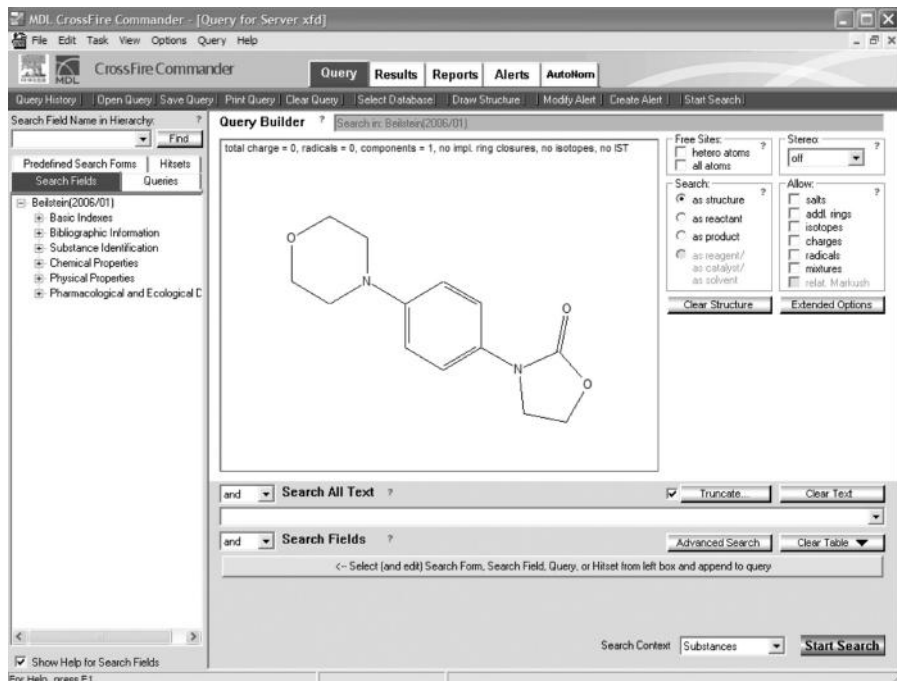 MDL CrossFire Commander - [Query for Server xfd]
File Edit Task View Options Query Help
MDL CrossFire Commander Query Results Reports Alerts AutoNom
Query History Open Query Save Query Print Query Clear Query Select Database Draw Structure Modify Alert Create Alert Start Search
Search Field Name in Hierarchy: ?
Find
Predefined Search Forms Hitsets
Search Fields Queries
Beilstein(2006/01)
Basic Indexes
Bibliographic Information
Substance Identification
Chemical Properties
Physical Properties
Pharmacological and Ecological D
Show Help for Search Fields
For Help, press F1
Query Builder ? Search in: Beilstein(2006/01)
total charge = 0, radicals = 0, components = 1, no impl. ring closures, no isotopes, no IST
O
N
O
N
O
Free Sites: ?
hetero atoms
all atoms
Stereo: ?
off
Search: ?
as structure
as reactant
as product
as reagent/
as catalyst/
as solvent
Allow: ?
salts
addl. rings
isotopes
charges
radicals
mixtures
relat. Markush
Clear Structure Extended Options
and Search All Text ? Truncate... Clear Text
and Search Fields ? Advanced Search Clear Table
<-- Select (and edit) Search Form, Search Field, Query, or Hitset from left box and append to query
Search Context Substances Start Search